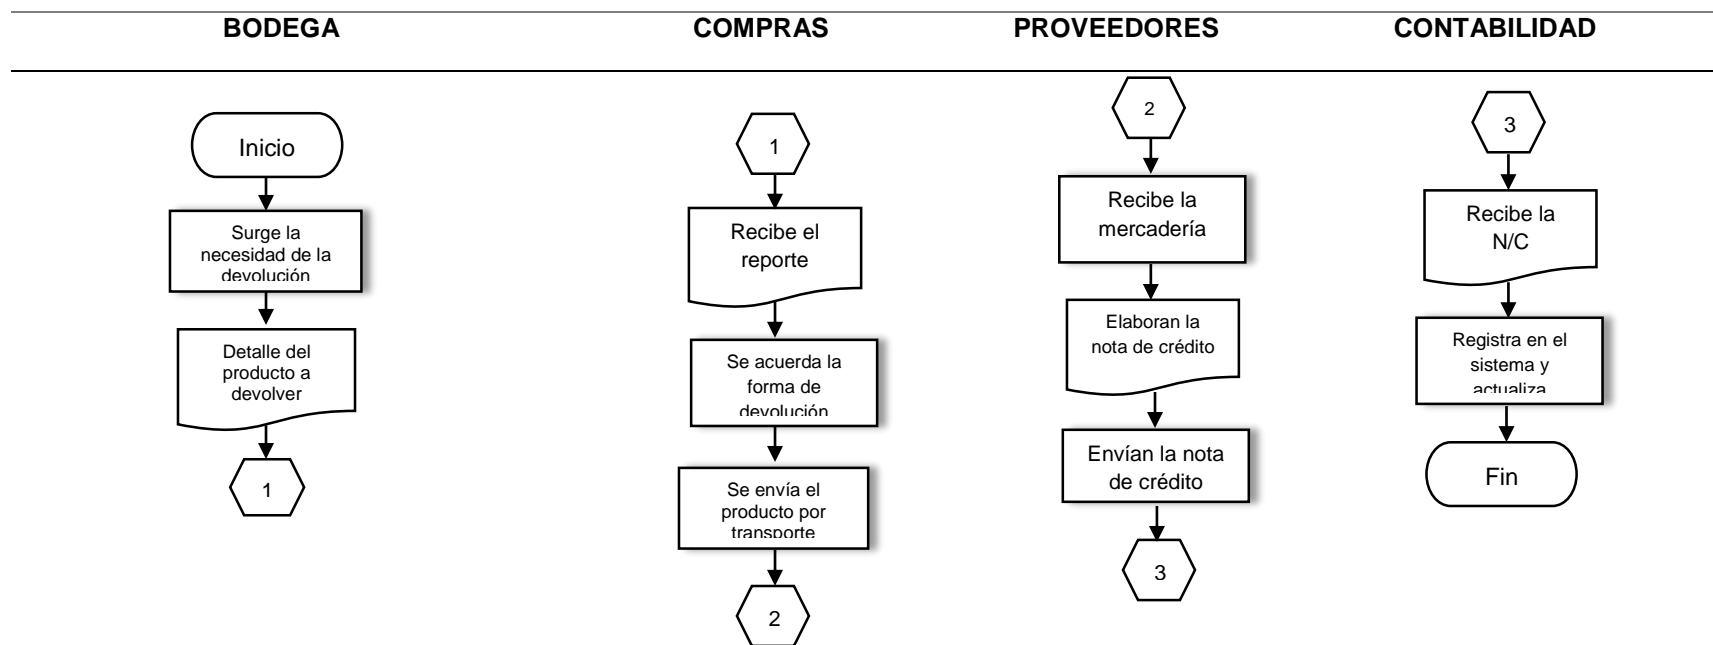 BODEGA
COMPRAS
PROVEEDORES
CONTABILIDAD
Inicio
Surge la
necesidad de la
devolución
Detalle del
producto a
devolver
1
1
Recibe el
reporte
Se acuerda la
forma de
devolución
Se envía el
producto por
transporte
2
2
Recibe la
mercadería
Elaboran la
nota de crédito
Envían la nota
de crédito
3
3
Recibe la
N/C
Registra en el
sistema y
actualiza
Fin